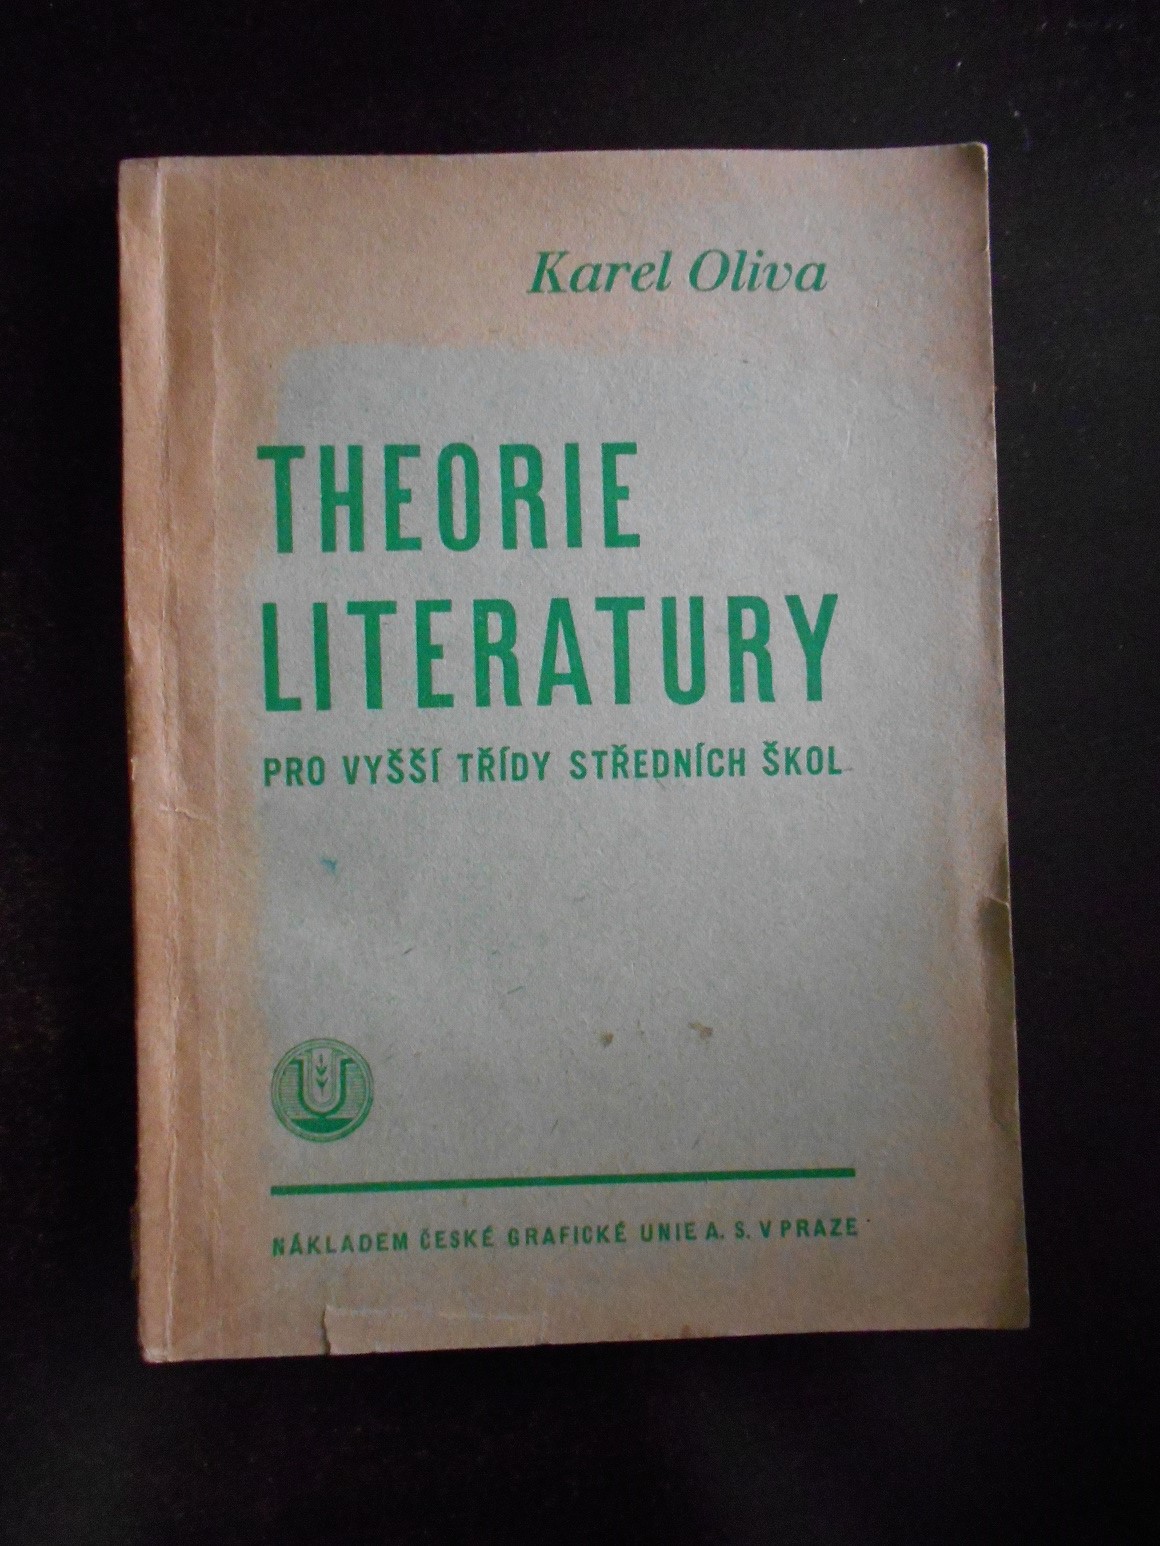 Karel Oliva
THEORIE
LITERATURY
PRO VYŠŠÍ TŘÍDY STŘEDNÍCH ŠKOL
U
NÁKLADEM ČESKÉ GRAFICKÉ UNIE A. S. V PRAZE